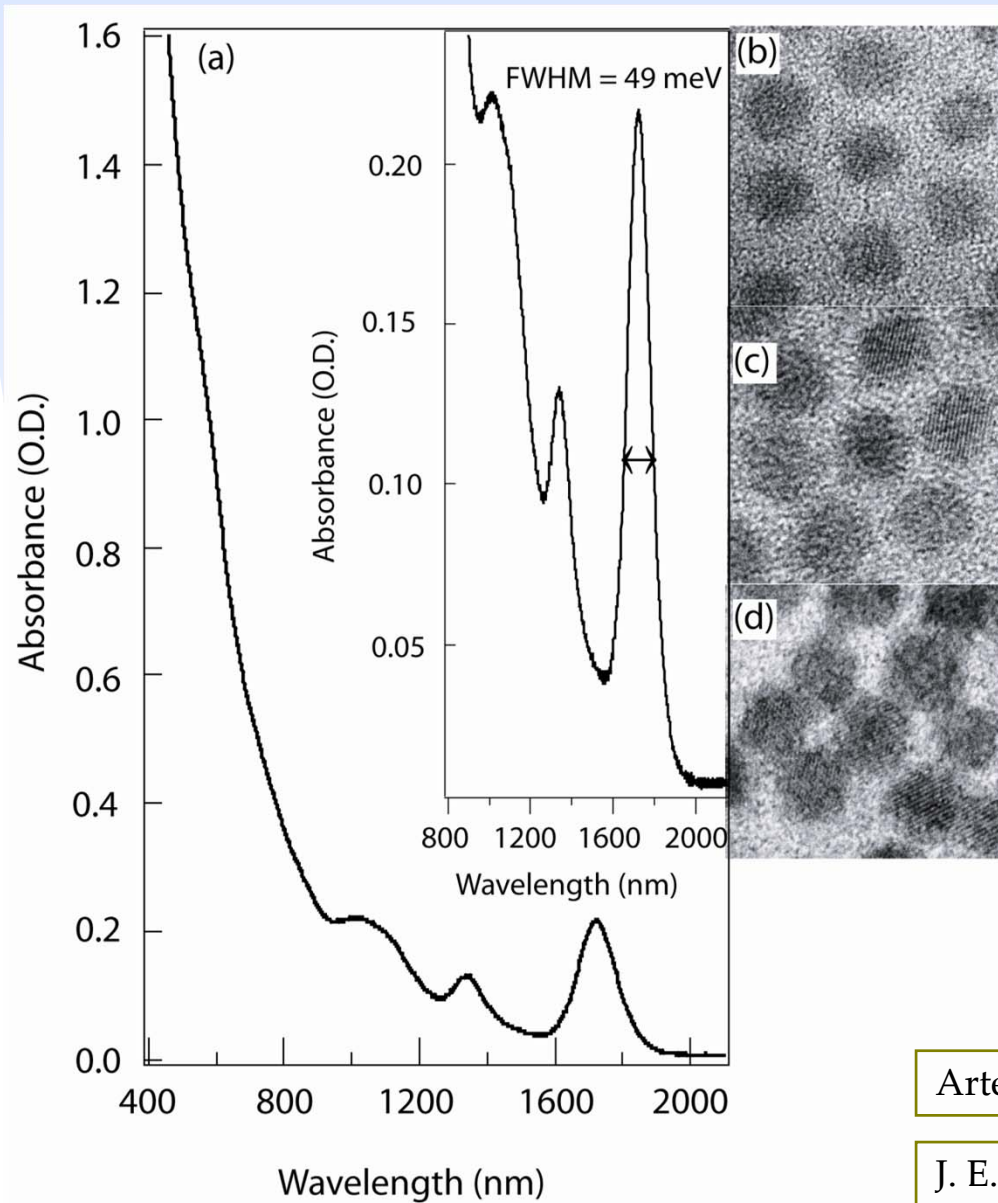 (a)
1.6
1.4
1.2
1.0
0.8
0.6
0.4
0.2
0.0
Absorbance (O.D.)
400 800 1200 1600 2000
Wavelength (nm)
FWHM = 49 meV
0.20
0.15
0.10
0.05
Absorbance (O.D.)
800 1200 1600 2000
Wavelength (nm)
(b)
(c)
(d)
Arte
J. E.